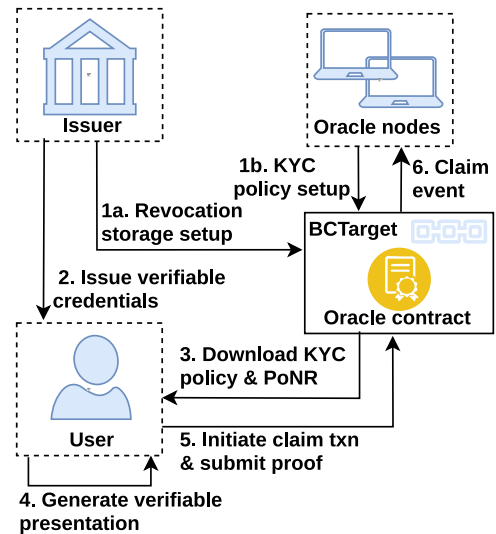 Issuer
Oracle nodes
1a. Revocation
storage setup
1b. KYC
policy setup
6. Claim
event
BCTarget
Oracle contract
2. Issue verifiable
credentials
3. Download KYC
policy & PoNR
User
5. Initiate claim txn
& submit proof
4. Generate verifiable
presentation